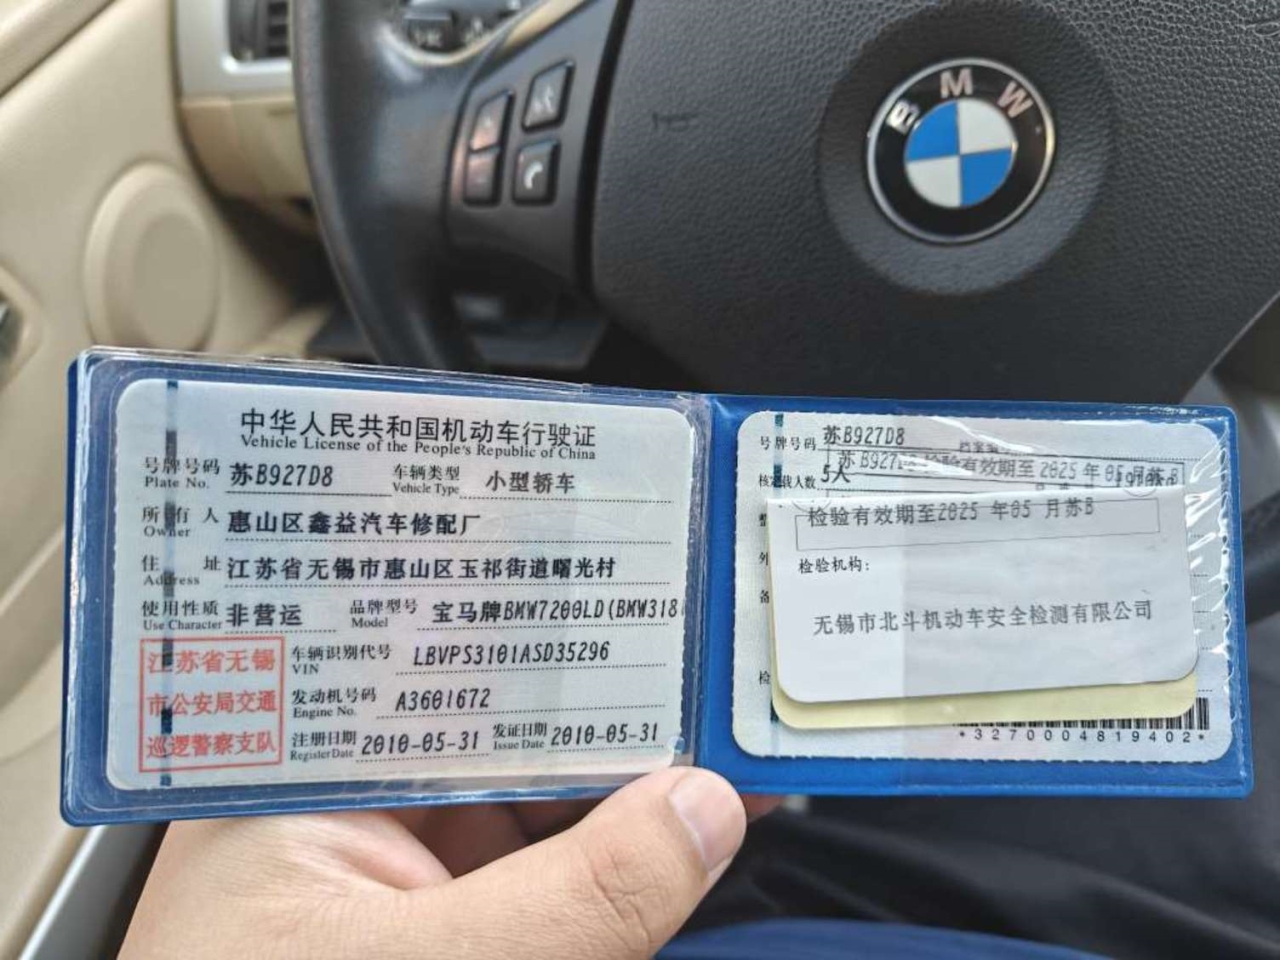 BMW
中华人民共和国机动车行驶证
Vehicle License of the People's Republic of China
号牌号码 苏B927D8 车辆类型 小型轿车
Plate No. Vehicle Type
所有人 惠山区鑫益汽车修配厂
Owner
住址 江苏省无锡市惠山区玉祁街道曙光村
Address
使用性质 非营运 品牌型号 宝马牌BMW7200LD(BMW318
Use Character Model
江苏省无锡
市公安局交通
巡逻警察支队
车辆识别代号 LBVPS3101ASD35296
VIN
发动机号码 A3601672
Engine No.
注册日期 2010-05-31 发证日期 2010-05-31
Register Date Issue Date
号牌号码 苏B927D8
核定载人数 5人
检验有效期至2025年05月苏B
检验有效期至2025 年05 月苏B
检验机构:
无锡市北斗机动车安全检测有限公司
*3270004819402*